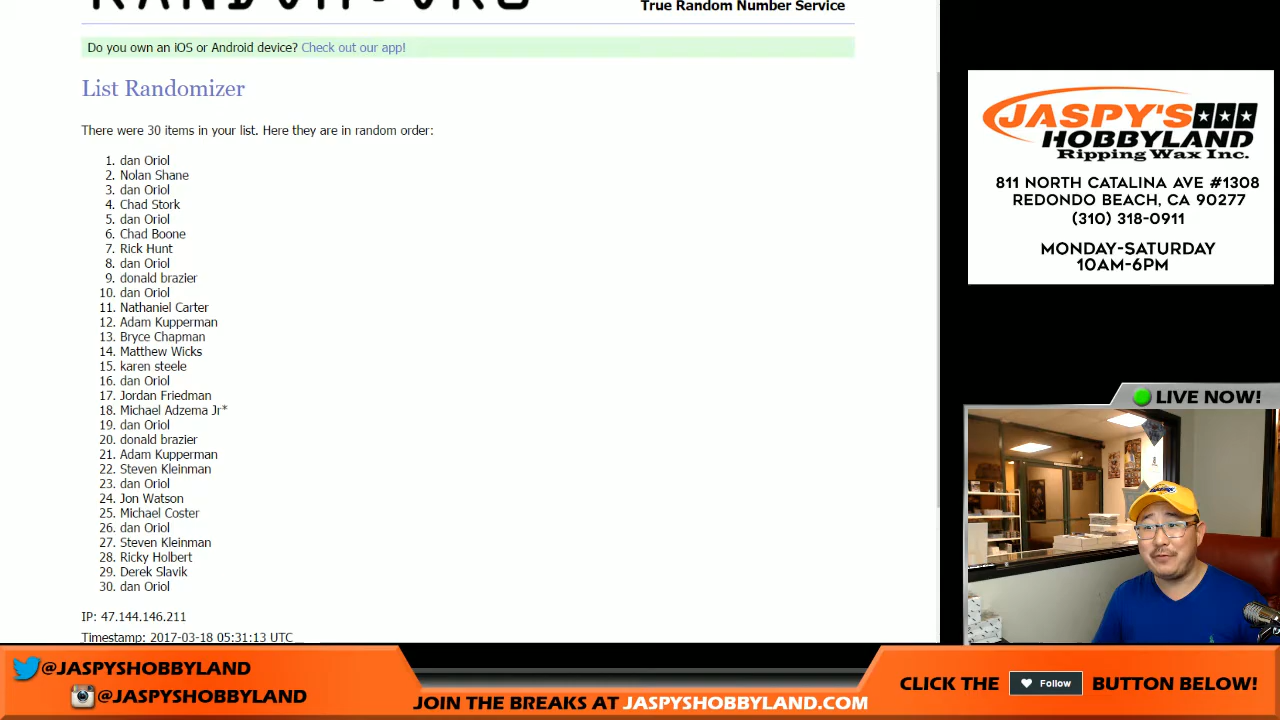 RANDOM.ORG
True Random Number Service
Do you own an iOS or Android device? Check out our app!
List Randomizer
There were 30 items in your list. Here they are in random order:
1. dan Oriol
2. Nolan Shane
3. dan Oriol
4. Chad Stork
5. dan Oriol
6. Chad Boone
7. Rick Hunt
8. dan Oriol
9. donald brazier
10. dan Oriol
11. Nathaniel Carter
12. Adam Kupperman
13. Bryce Chapman
14. Matthew Wicks
15. karen steele
16. dan Oriol
17. Jordan Friedman
18. Michael Adzema Jr*
19. dan Oriol
20. donald brazier
21. Adam Kupperman
22. Steven Kleinman
23. dan Oriol
24. Jon Watson
25. Michael Coster
26. dan Oriol
27. Steven Kleinman
28. Ricky Holbert
29. Derek Slavik
30. dan Oriol
IP: 47.144.146.211
Timestamp: 2017-03-18 05:31:13 UTC
JASPY'S
HOBBYLAND
Ripping Wax Inc.
811 NORTH CATALINA AVE #1308
REDONDO BEACH, CA 90277
(310) 318-0911
MONDAY-SATURDAY
10AM-6PM
LIVE NOW!
@JASPYSHOBBYLAND
@JASPYSHOBBYLAND
JOIN THE BREAKS AT JASPYSHOBBYLAND.COM
CLICK THE Follow BUTTON BELOW!